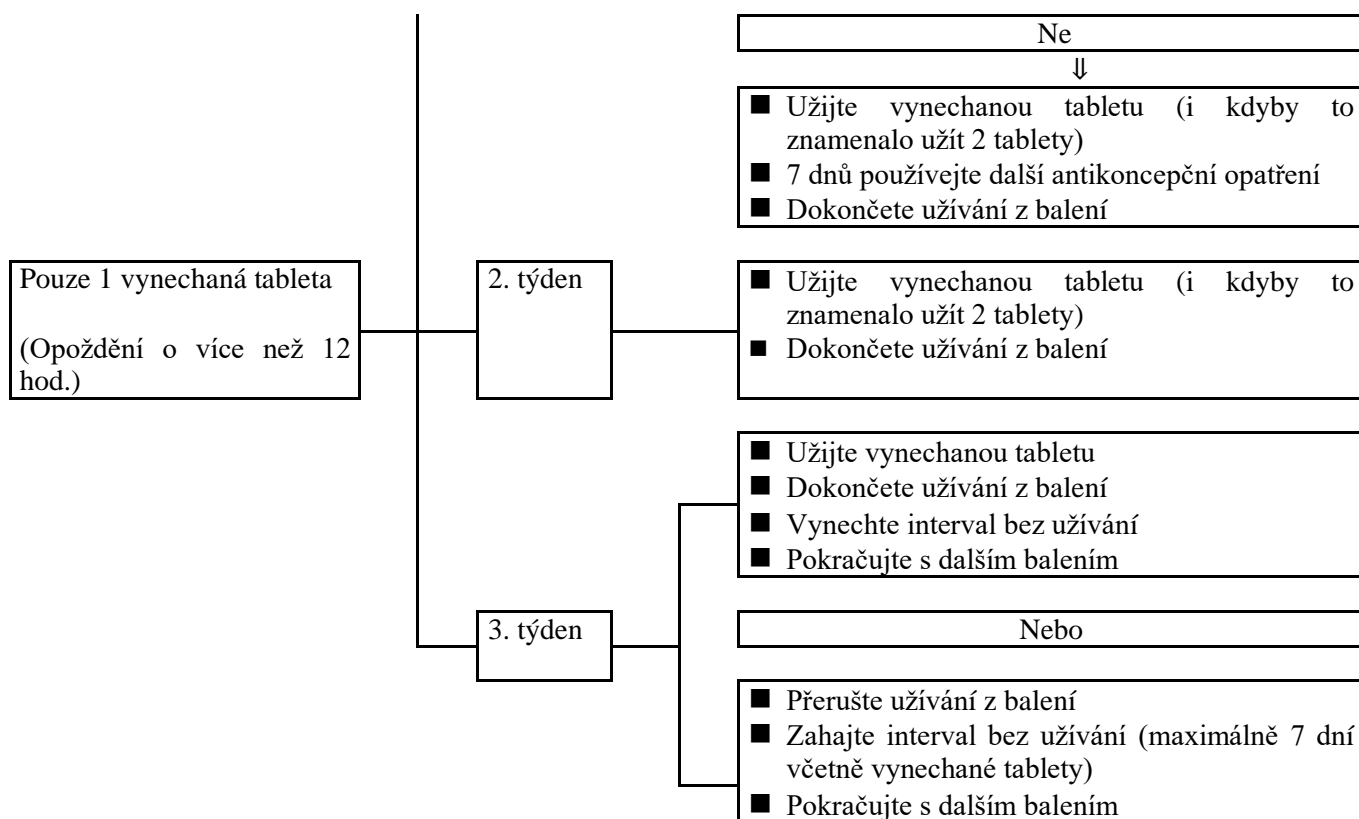 Ne
⇓
■ Užijte vynechanou tabletu (i kdyby to
znamenalo užít 2 tablety)
■ 7 dnů používejte další antikoncepční opatření
■ Dokončete užívání z balení
Pouze 1 vynechaná tableta
(Opoždění o více než 12
hod.)
2. týden
■ Užijte vynechanou tabletu (i kdyby to
znamenalo užít 2 tablety)
■ Dokončete užívání z balení
■ Užijte vynechanou tabletu
■ Dokončete užívání z balení
■ Vynechte interval bez užívání
■ Pokračujte s dalším balením
3. týden
Nebo
■ Přerušte užívání z balení
■ Zahajte interval bez užívání (maximálně 7 dní
včetně vynechané tablety)
■ Pokračujte s dalším balením